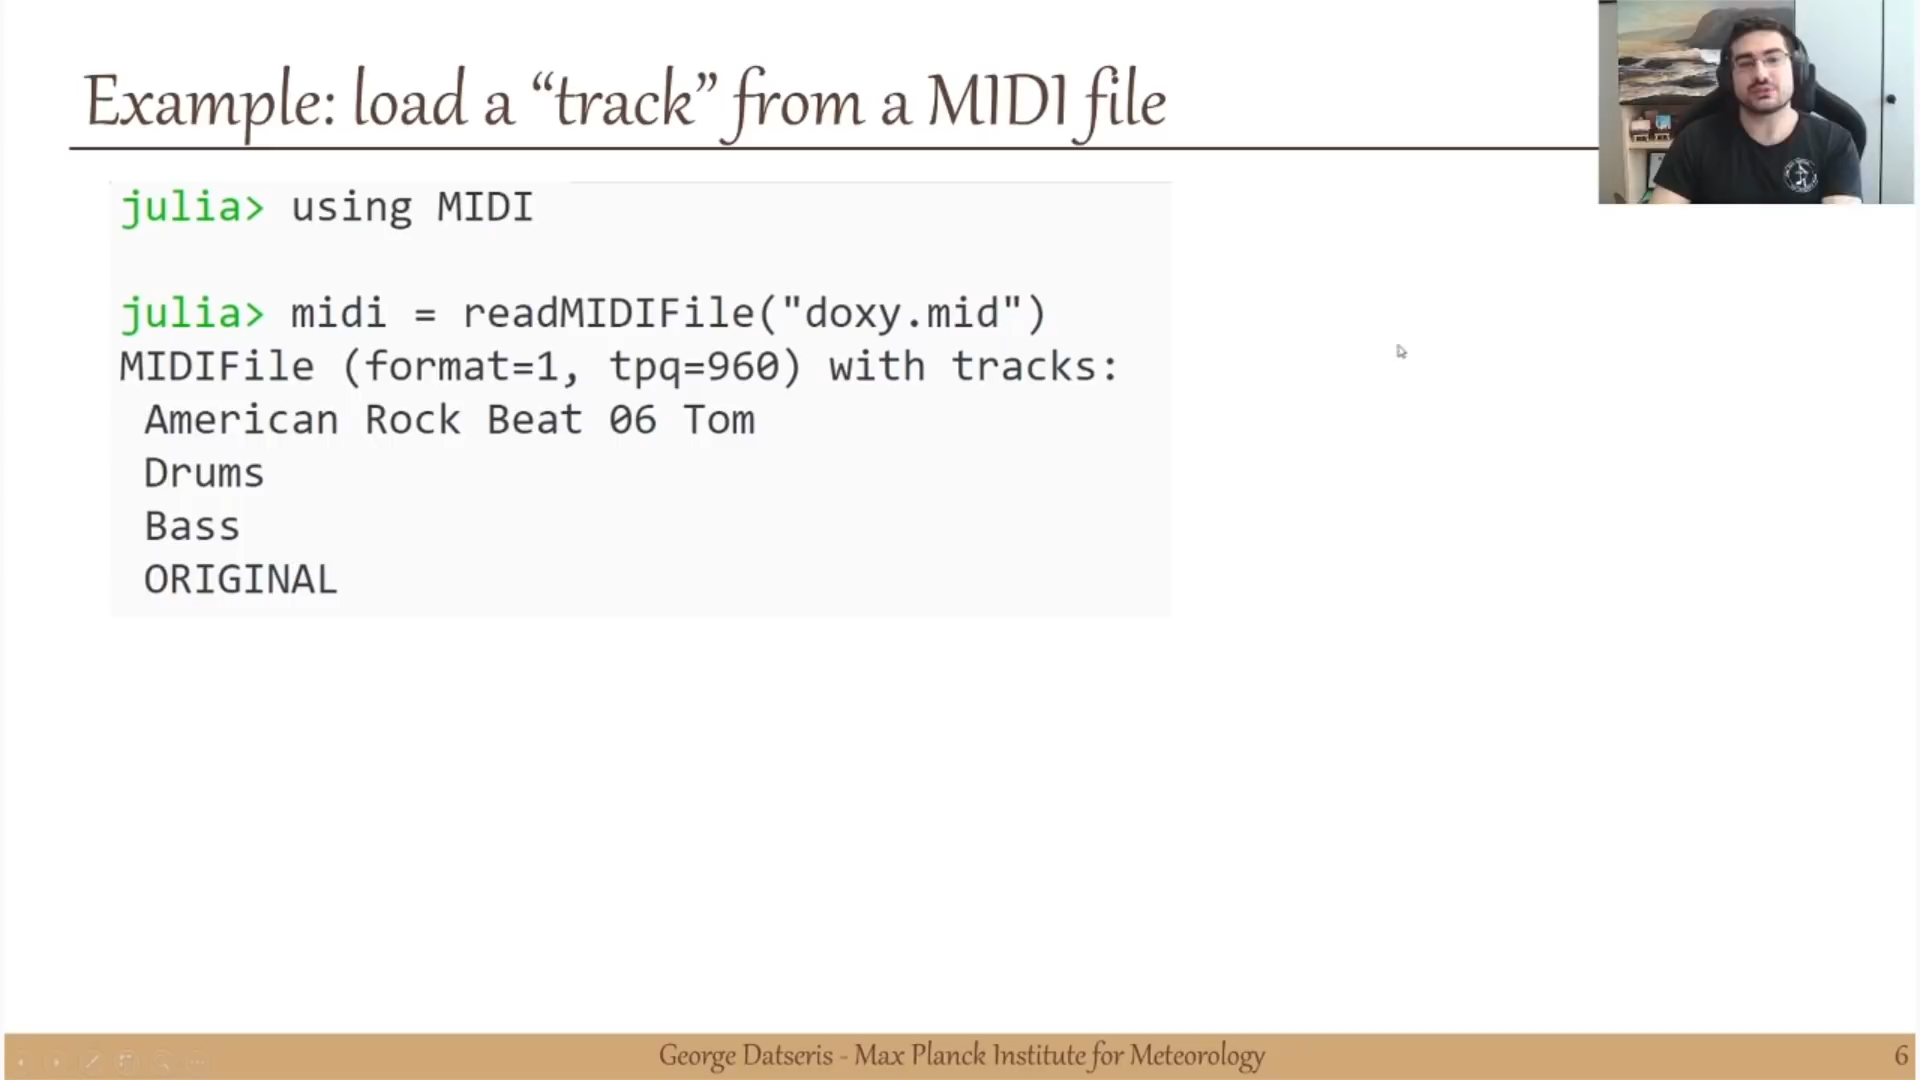 Example: load a “track” from a MIDI file
julia> using MIDI
julia> midi = readMIDIFile("doxy.mid")
MIDIFile (format=1, tpq=960) with tracks:
American Rock Beat 06 Tom
Drums
Bass
ORIGINAL
George Datseris - Max Planck Institute for Meteorology
6